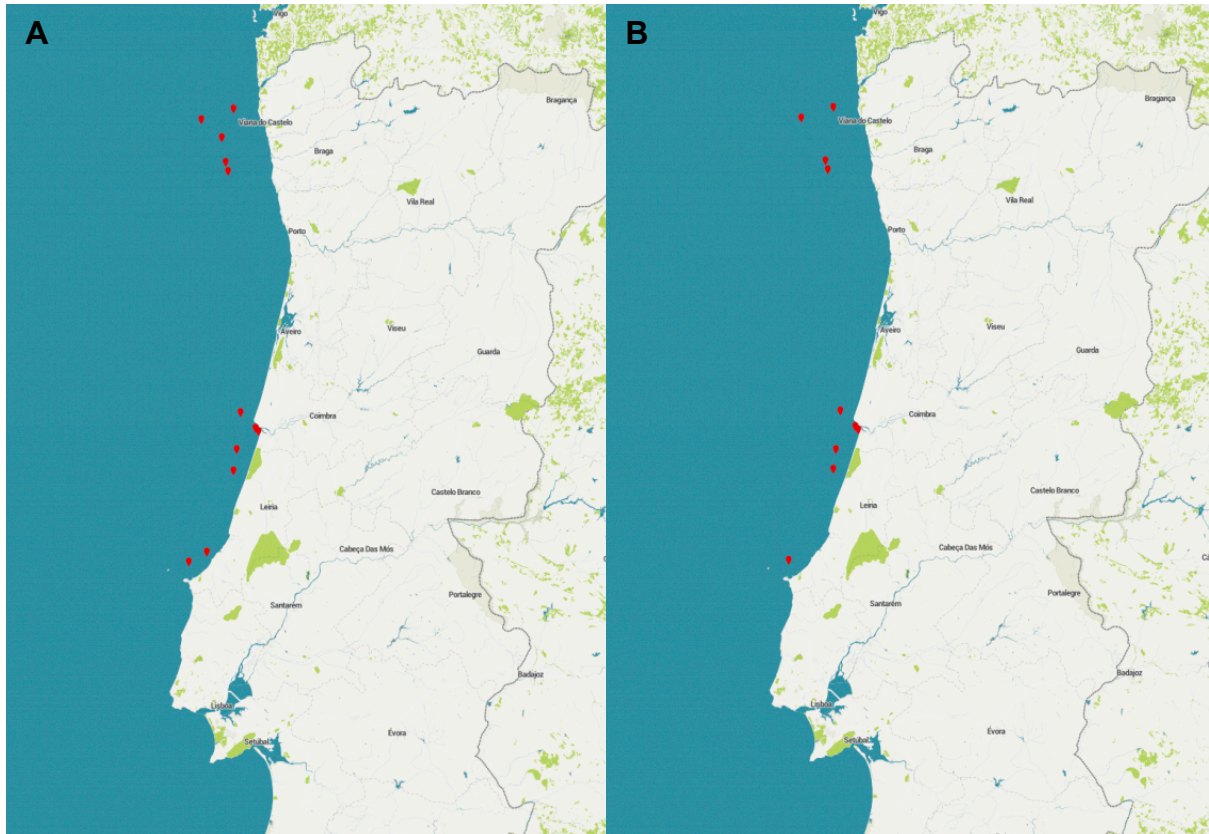 A
Vigo
Bragança
Viana do Castelo
Braga
Vila Real
Porto
Aveiro
Viseu
Guarda
Coimbra
Castelo Branco
Leiria
Cabeça Das Mós
Portalegre
Santarém
Badajoz
Lisboa
Évora
Setúbal
B
Vigo
Bragança
Viana do Castelo
Braga
Vila Real
Porto
Aveiro
Viseu
Guarda
Coimbra
Castelo Branco
Leiria
Cabeça Das Mós
Portalegre
Santarém
Badajoz
Lisboa
Évora
Setúbal